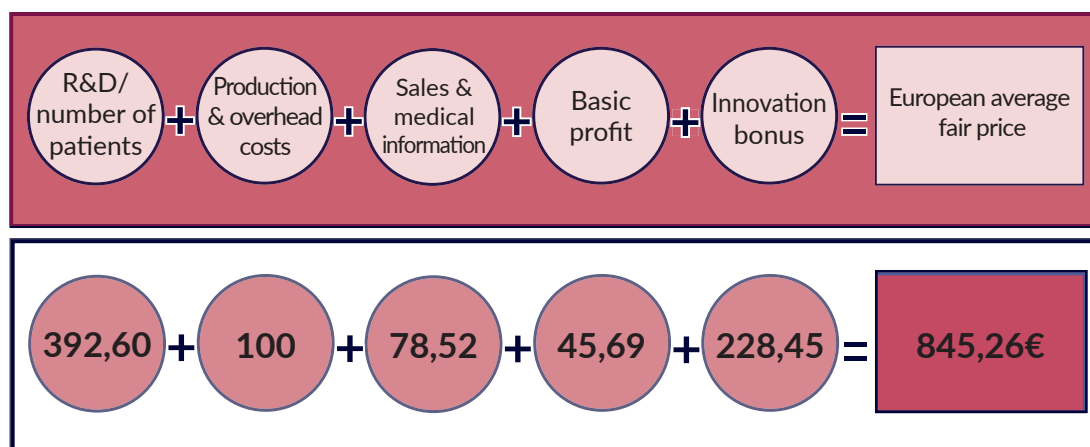 R&D/
number of
patients
+
Production
& overhead
costs
+
Sales &
medical
information
+
Basic
profit
+
Innovation
bonus
=
European average
fair price
392,60 + 100 + 78,52 + 45,69 + 228,45 = 845,26€